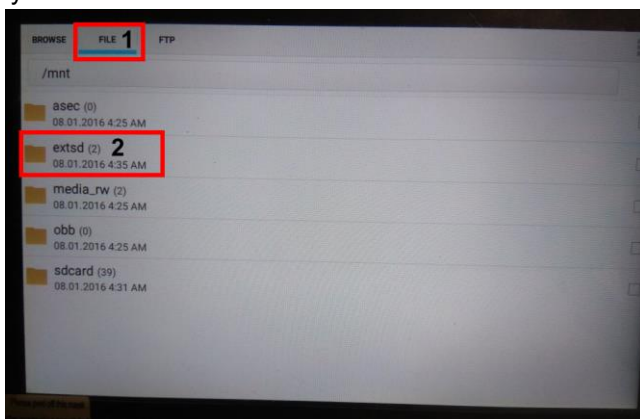 BROWSE FILE 1 FTP
/mnt
asec (0)
08.01.2016 4:25 AM
extsd (2) 2
08.01.2016 4:35 AM
media_rw (2)
08.01.2016 4:25 AM
obb (0)
08.01.2016 4:25 AM
sdcard (39)
08.01.2016 4:31 AM